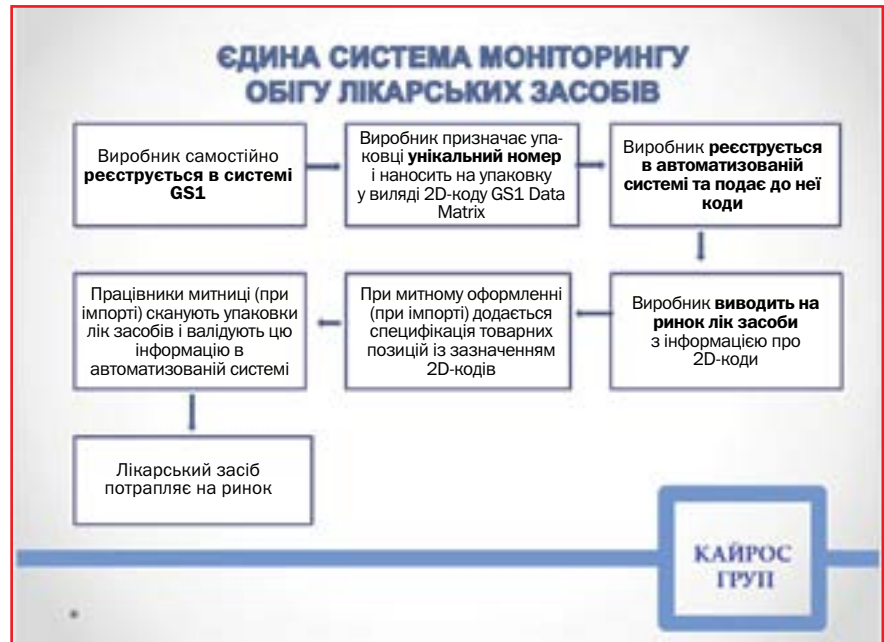 ЄДИНА СИСТЕМА МОНІТОРИНГУ
ОБІГУ ЛІКАРСЬКИХ ЗАСОБІВ
Виробник самостійно
реєструється в системі
GS1
Виробник призначає упа-
ковці унікальний номер
і наносить на упаковку
у виляді 2D-коду GS1 Data
Matrix
Виробник реєструється
в автоматизованій
системі та подає до неї
коди
Виробник виводить на
ринок лік засоби
з інформацією про
2D-коди
При митному оформленні
(при імпорті) додається
специфікація товарних
позицій із зазначенням
2D-кодів
Працівники митниці (при
імпорті) сканують упаковки
лік засобів і валідують цю
інформацію в
автоматизованій системі
Лікарський засіб
потрапляє на ринок
КАЙРОС
ГРУП